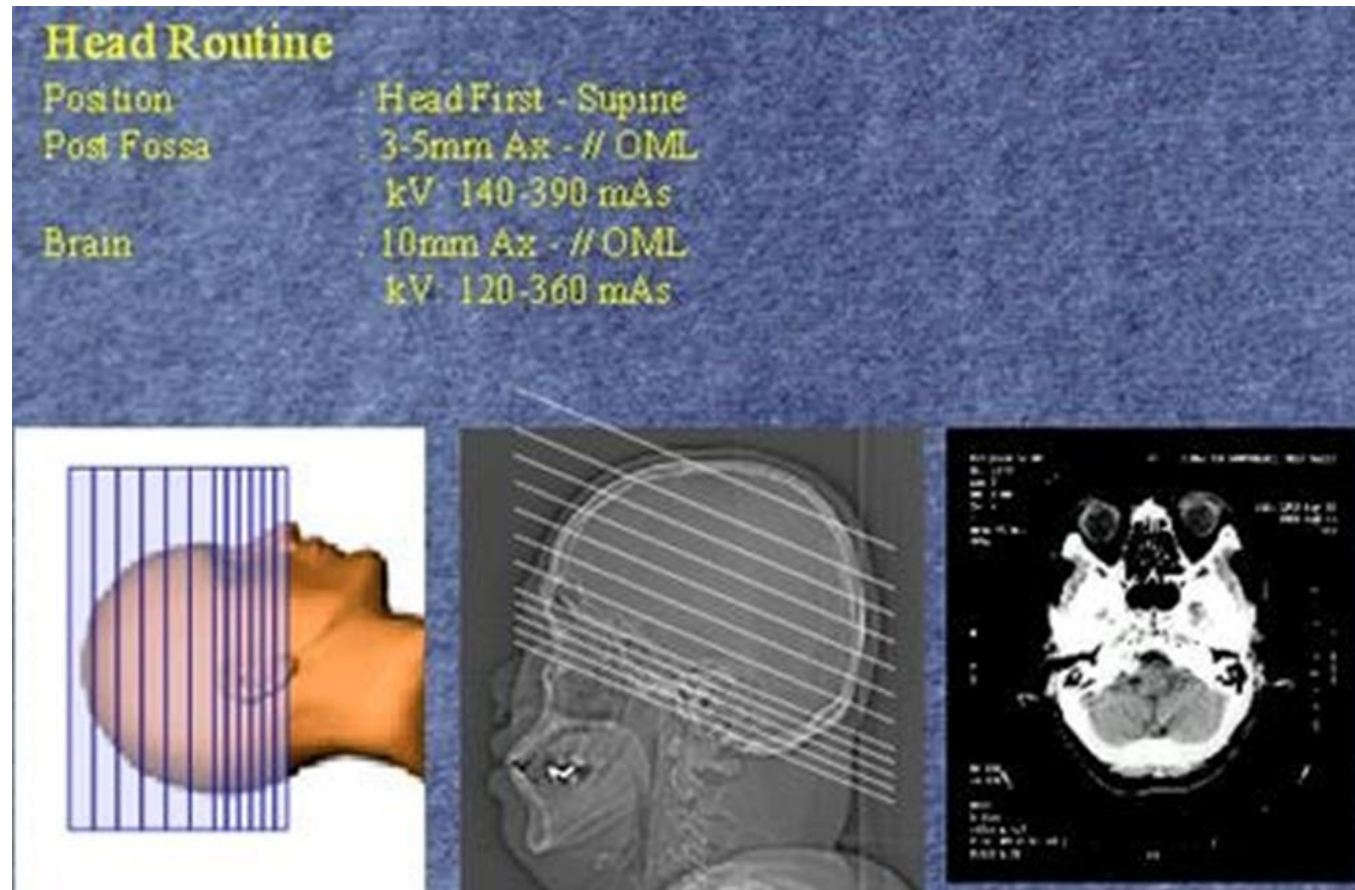 Head Routine
Position : Head First - Supine
Post Fossa : 3-5mm Ax - // OML
kV: 140-390 mAs
Brain : 10mm Ax - // OML
kV: 120-360 mAs